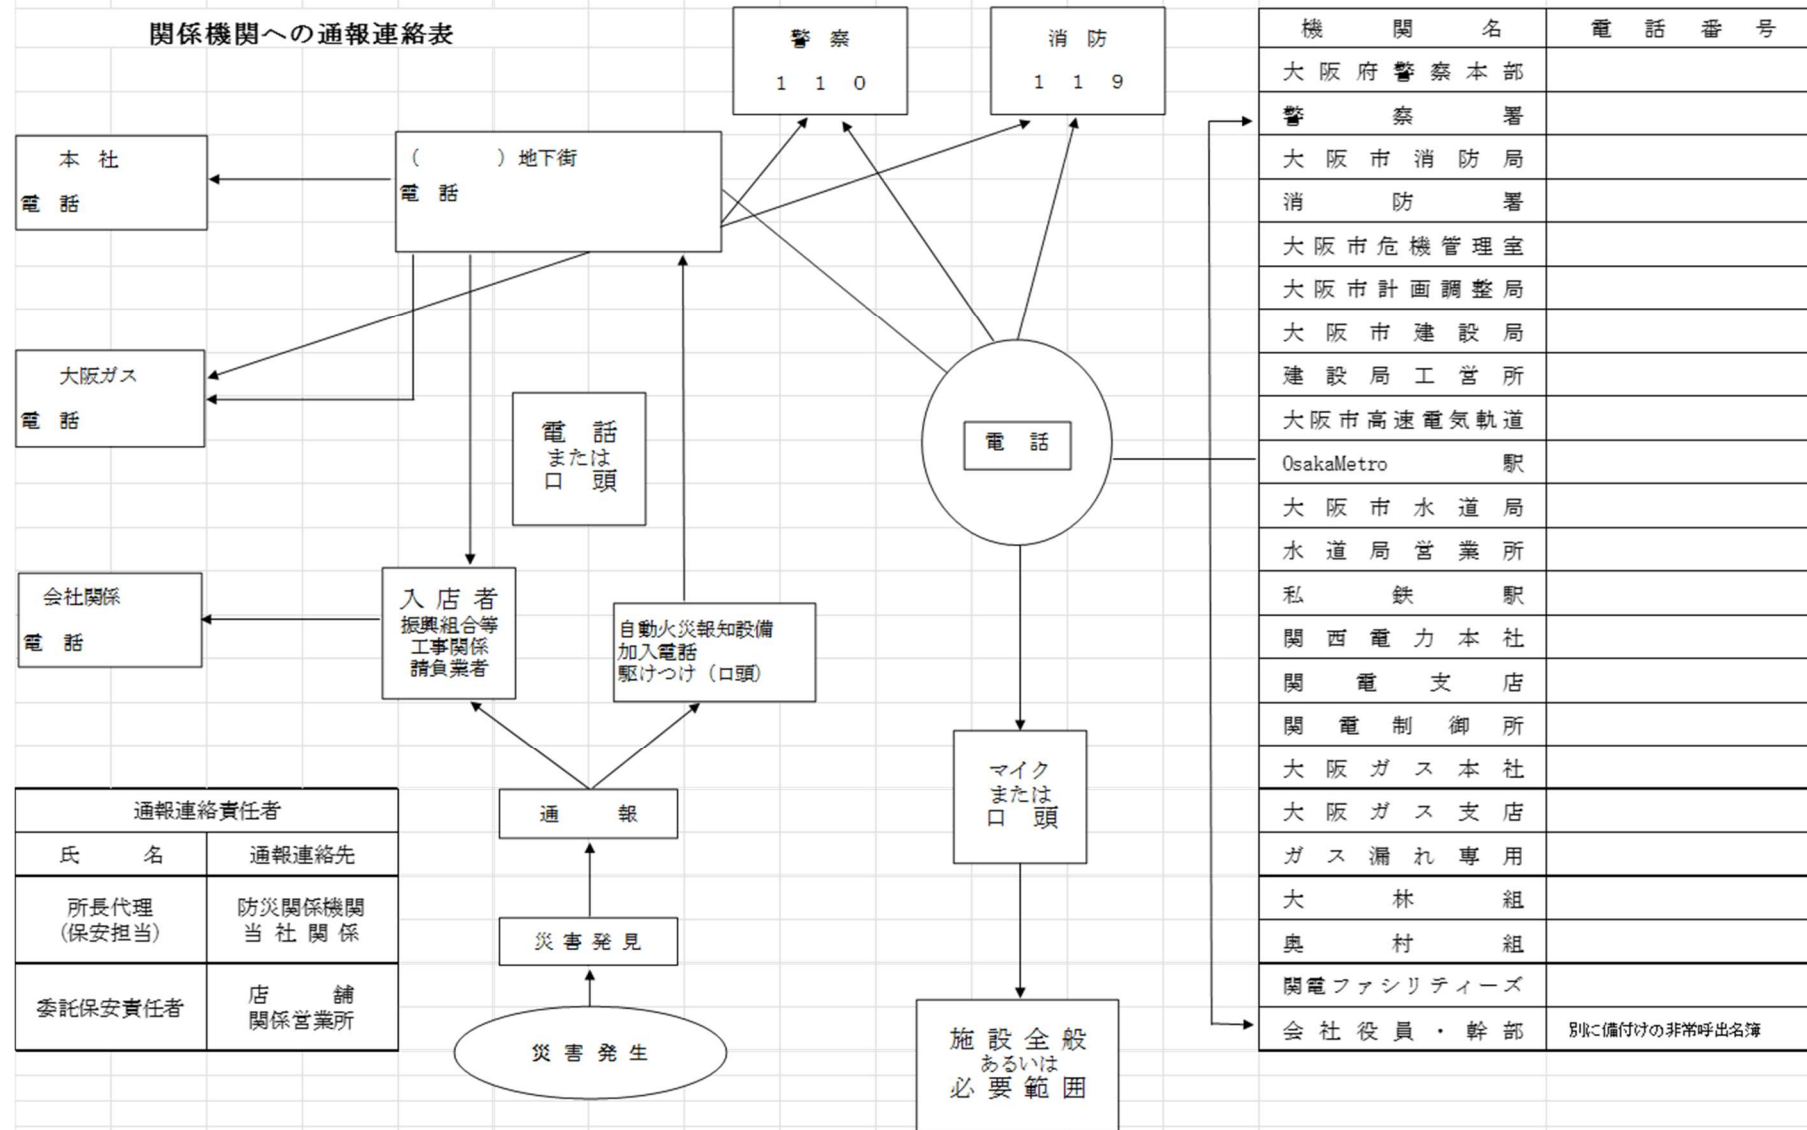 関係機関への通報連絡表
警 察
1 1 0
消 防
1 1 9
本 社
電 話
( )地下街
電 話
大阪ガス
電 話
電 話
または
口 頭
電 話
会社関係
電 話
入 店 者
振興組合等
工事関係
請負業者
自動火災報知設備
加入電話
駆けつけ（口頭）
マイク
または
口 頭
通 報
災 害 発 見
災 害 発 生
施 設 全 般
あるいは
必 要 範 囲
通報連絡責任者
氏 名 通報連絡先
所長代理
(保安担当)
防災関係機関
当 社 関 係
委託保安責任者
店 舗
関係営業所
機 関 名 電 話 番 号
大 阪 府 警 察 本 部
警 察 署
大 阪 市 消 防 局
消 防 署
大 阪 市 危 機 管 理 室
大 阪 市 計 画 調 整 局
大 阪 市 建 設 局
建 設 局 工 営 所
大 阪 市 高 速 電 気 軌 道
OsakaMetro 駅
大 阪 市 水 道 局
水 道 局 営 業 所
私 鉄 駅
関 西 電 力 本 社
関 電 支 店
関 電 制 御 所
大 阪 ガ ス 本 社
大 阪 ガ ス 支 店
ガ ス 漏 れ 専 用
大 林 組
奥 村 組
関電ファシリティーズ
会 社 役 員 ・ 幹 部 別に備付けの非常呼出名簿